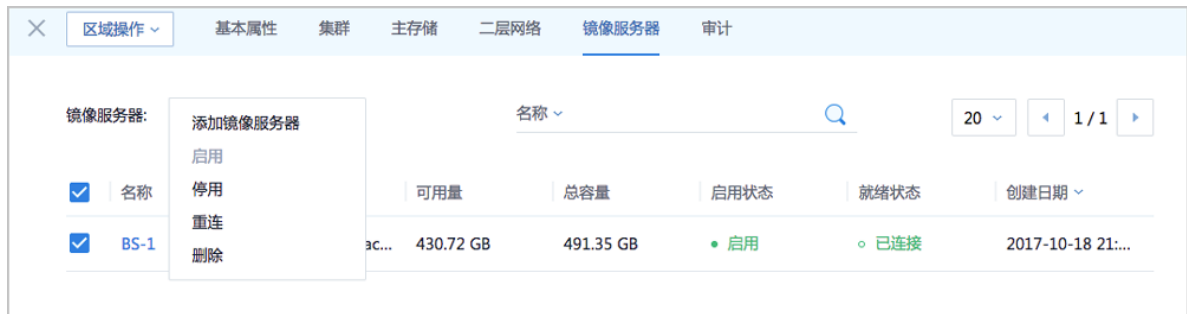 区域操作 基本属性 集群 主存储 二层网络 镜像服务器 审计
镜像服务器: 名称 20 1 / 1
添加镜像服务器
启用
停用
重连
删除
名称 可用量 总容量 启用状态 就绪状态 创建日期
BS-1 ac... 430.72 GB 491.35 GB 启用 已连接 2017-10-18 21:...